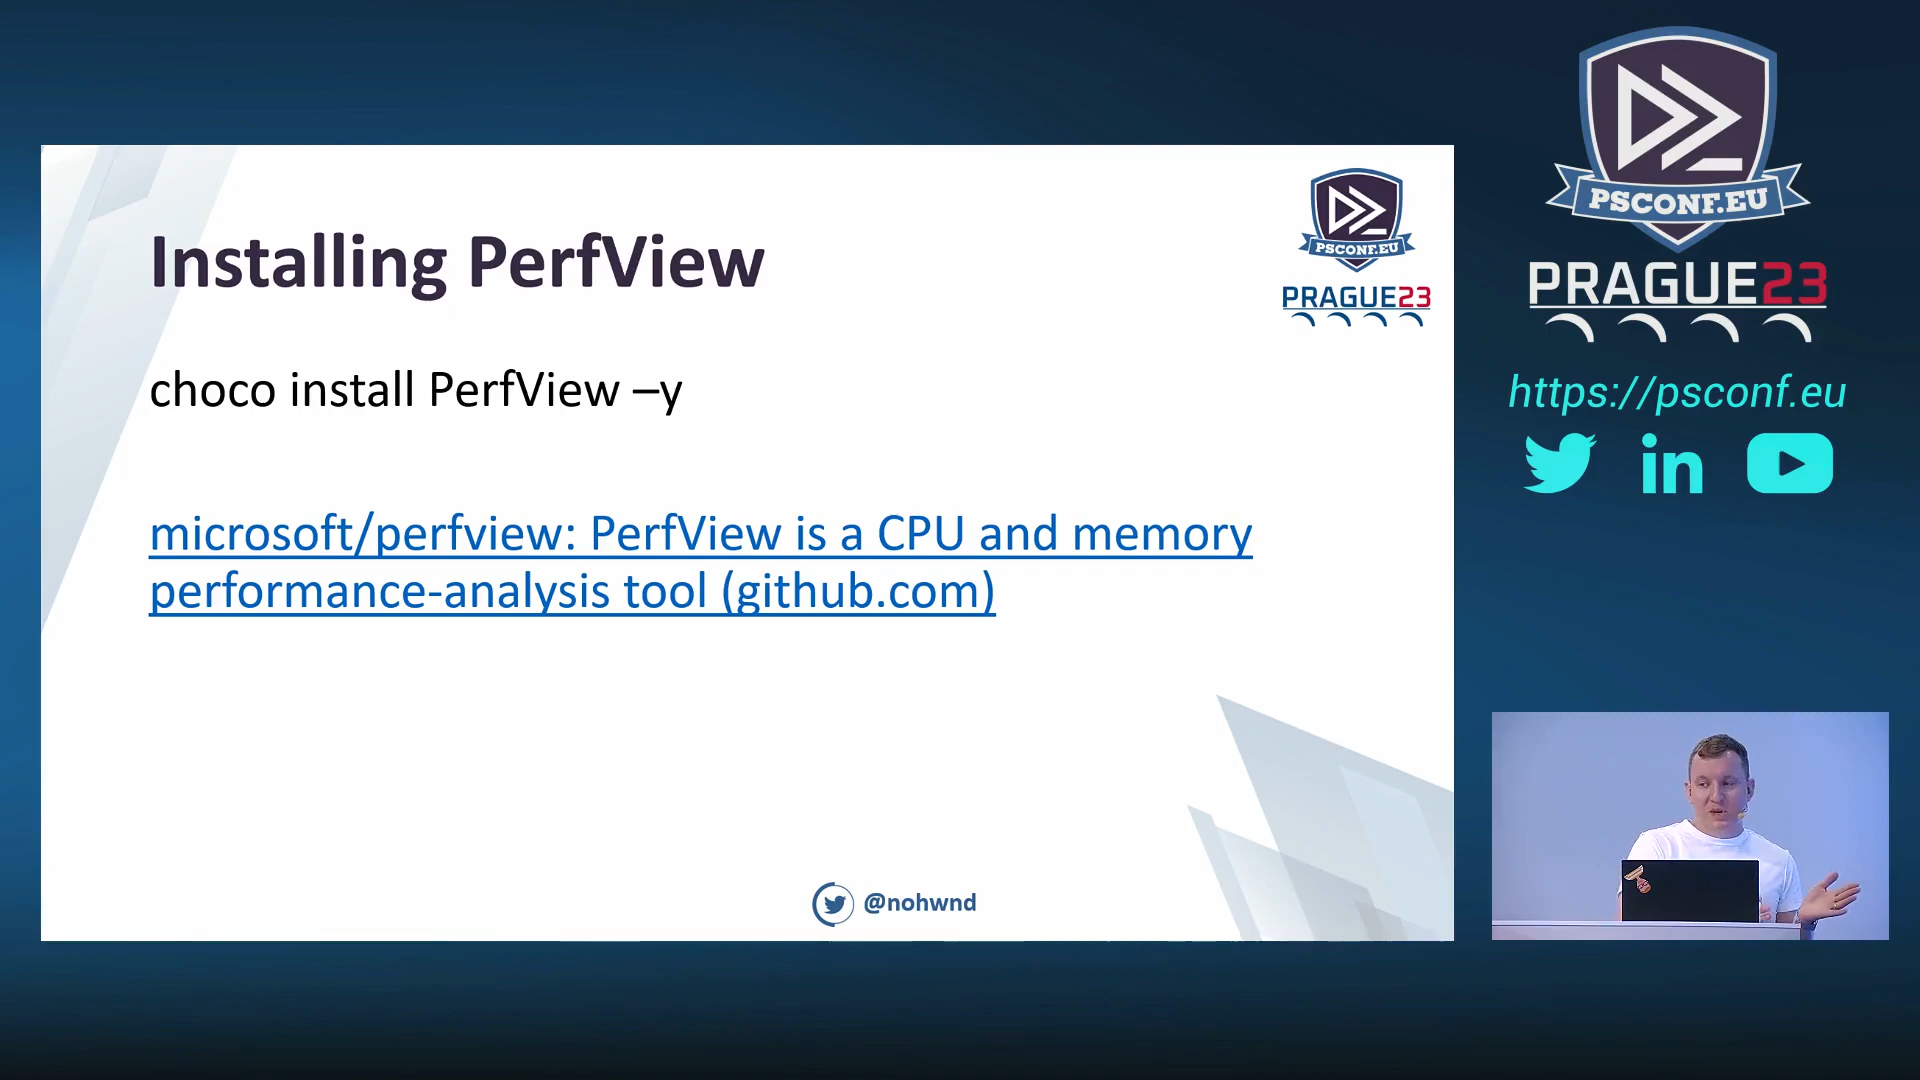 Installing PerfView
PSCONF.EU
PRAGUE23
choco install PerfView –y
microsoft/perfview: PerfView is a CPU and memory
performance-analysis tool (github.com)
@nohwnd
PSCONF.EU
PRAGUE23
https://psconf.eu
in